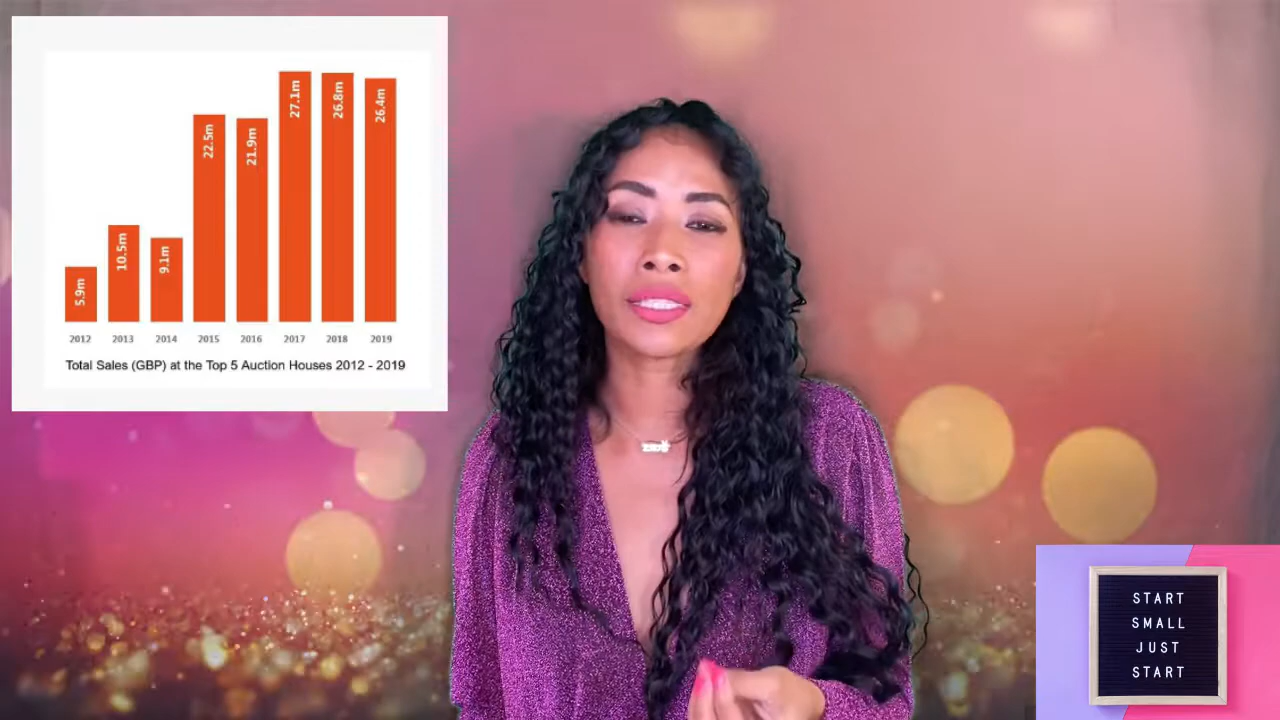 5.9m
10.5m
9.1m
22.5m
21.9m
27.1m
26.8m
26.4m
2012 2013 2014 2015 2016 2017 2018 2019
Total Sales (GBP) at the Top 5 Auction Houses 2012 - 2019
START
SMALL
JUST
START